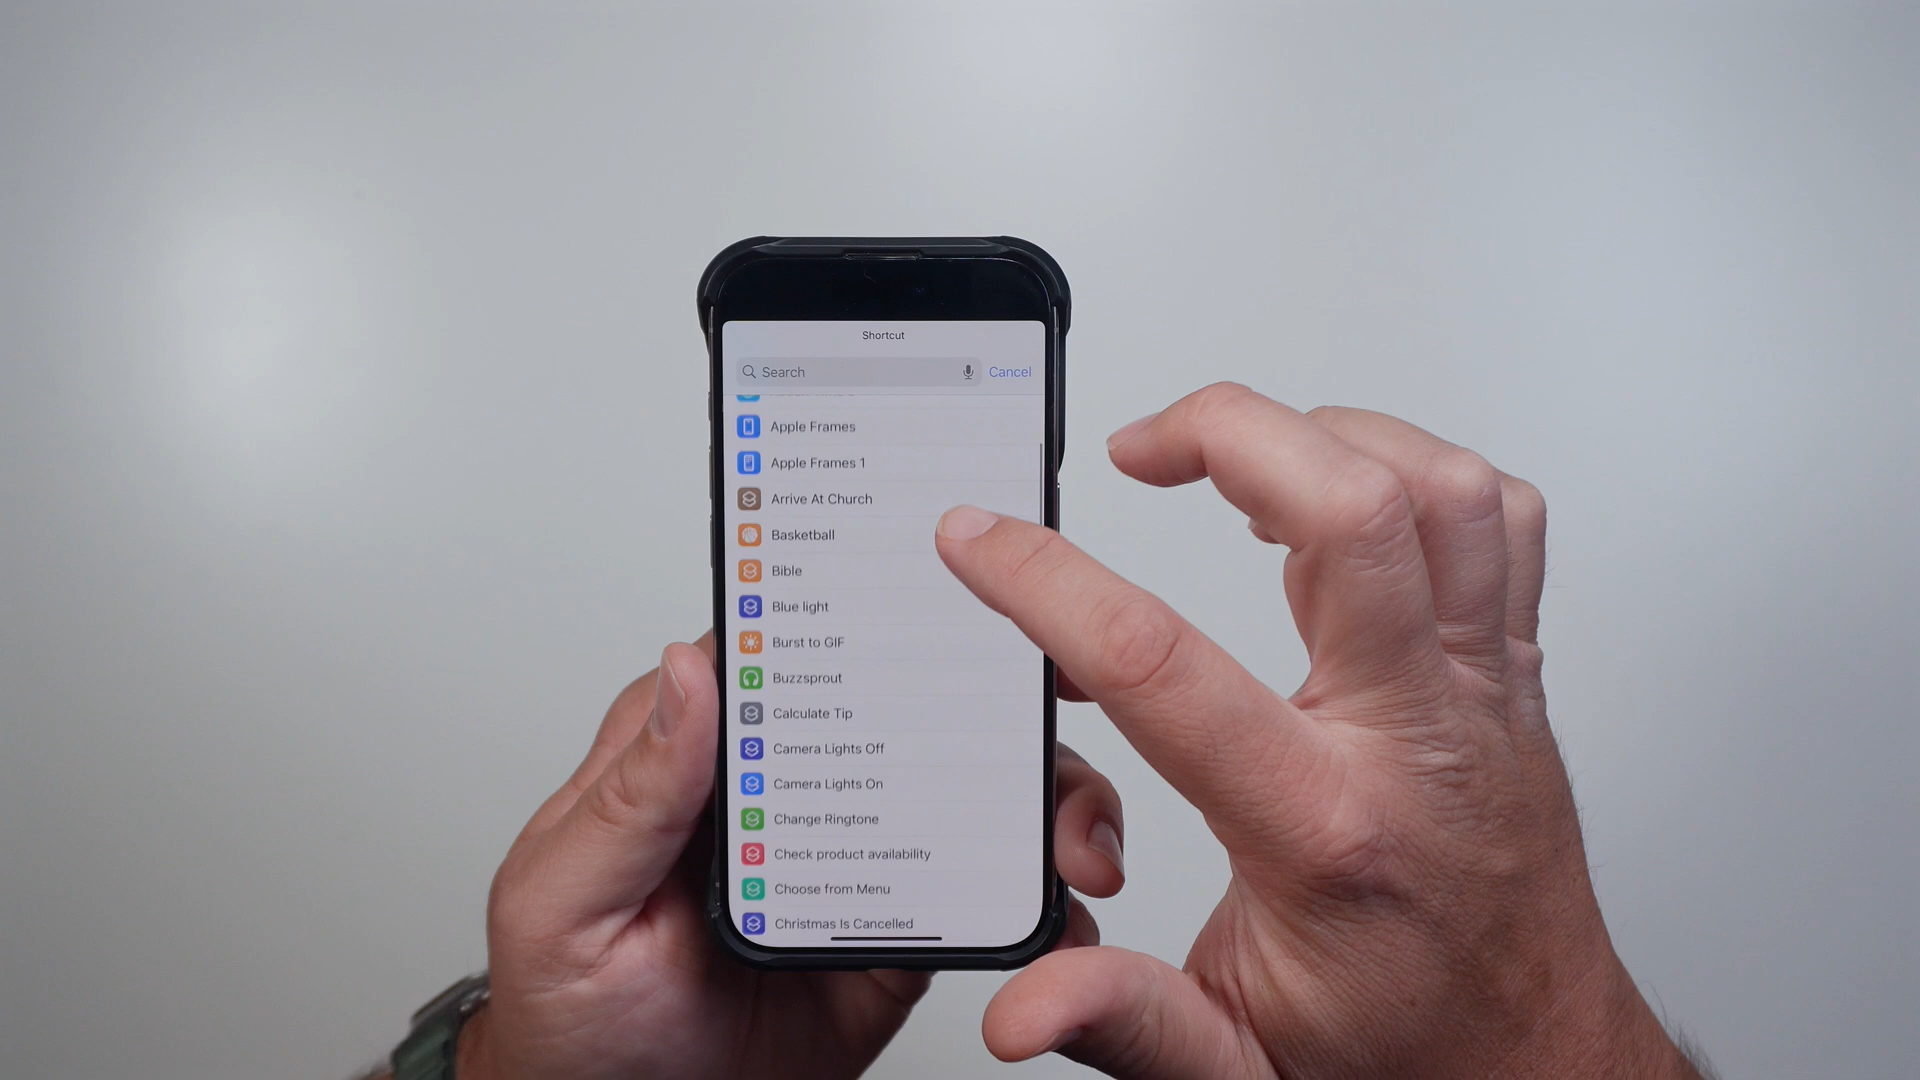 Shortcut
Search
Cancel
Apple Frames
Apple Frames 1
Arrive At Church
Basketball
Bible
Blue light
Burst to GIF
Buzzsprout
Calculate Tip
Camera Lights Off
Camera Lights On
Change Ringtone
Check product availability
Choose from Menu
Christmas Is Cancelled